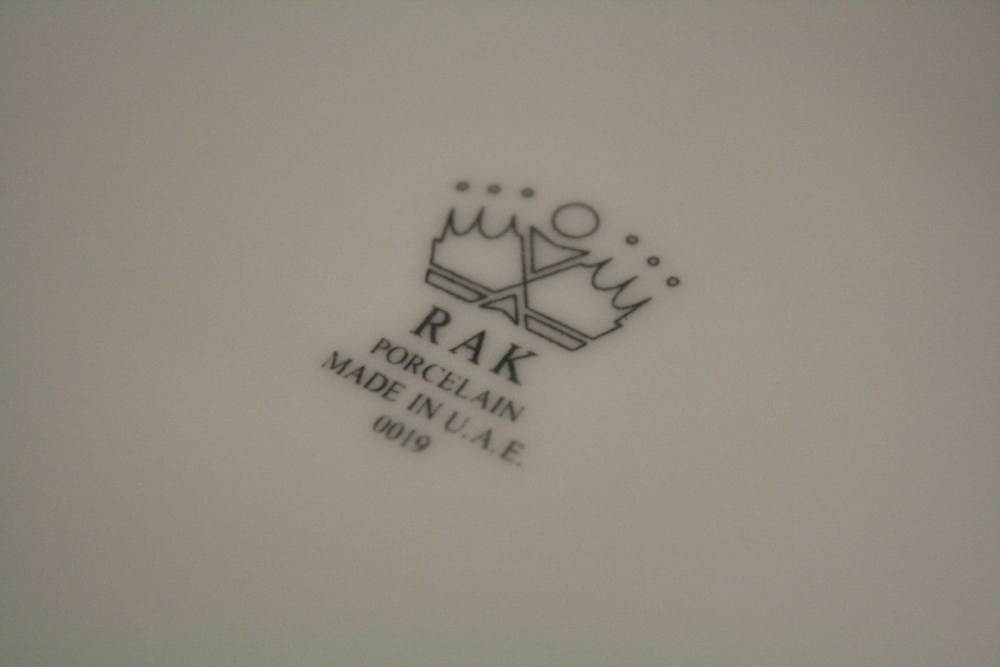 RAK
PORCELAIN
MADE IN U.A.E.
0019